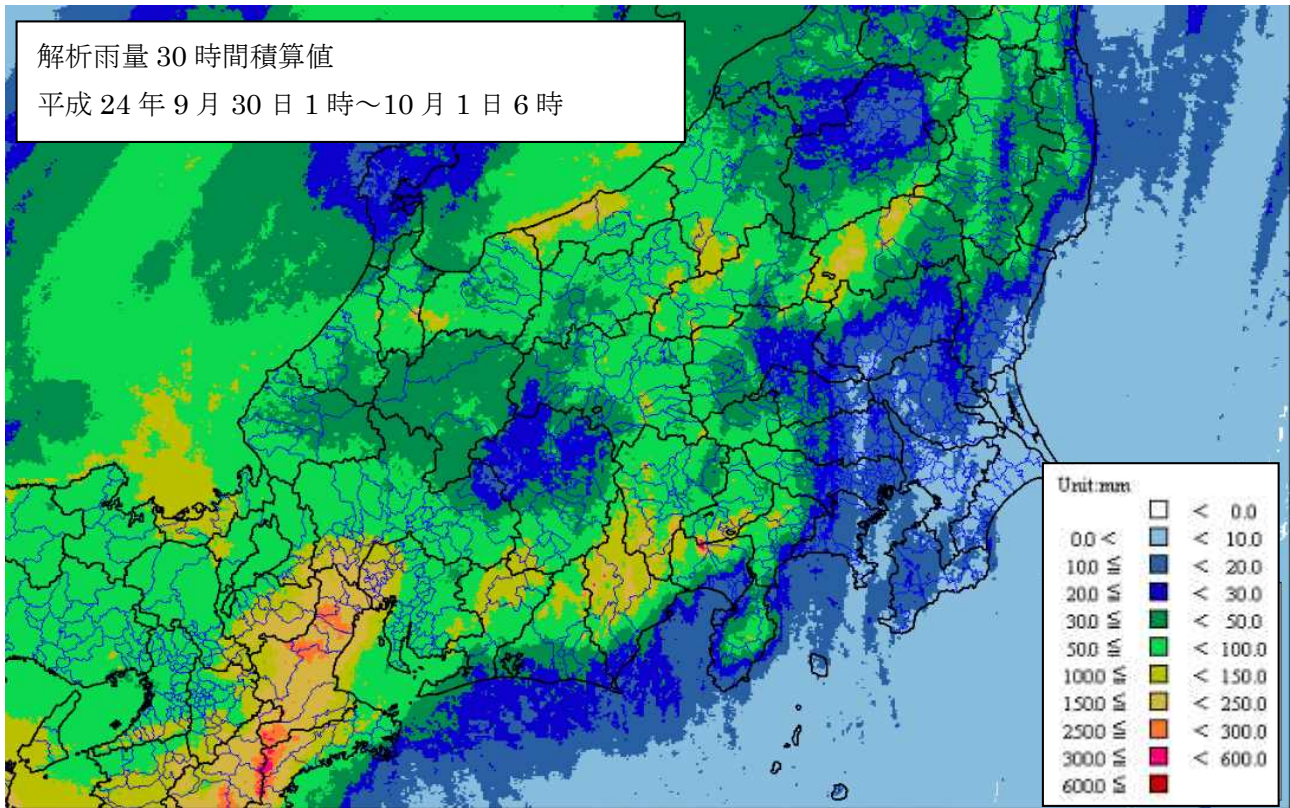 解析雨量 30 時間積算値
平成 24 年 9 月 30 日 1 時～10 月 1 日 6 時
Unit:mm
< 0.0
0.0 < < 10.0
10.0 ≦ < 20.0
20.0 ≦ < 30.0
30.0 ≦ < 50.0
50.0 ≦ < 100.0
100.0 ≦ < 150.0
150.0 ≦ < 250.0
250.0 ≦ < 300.0
300.0 ≦ < 600.0
600.0 ≦